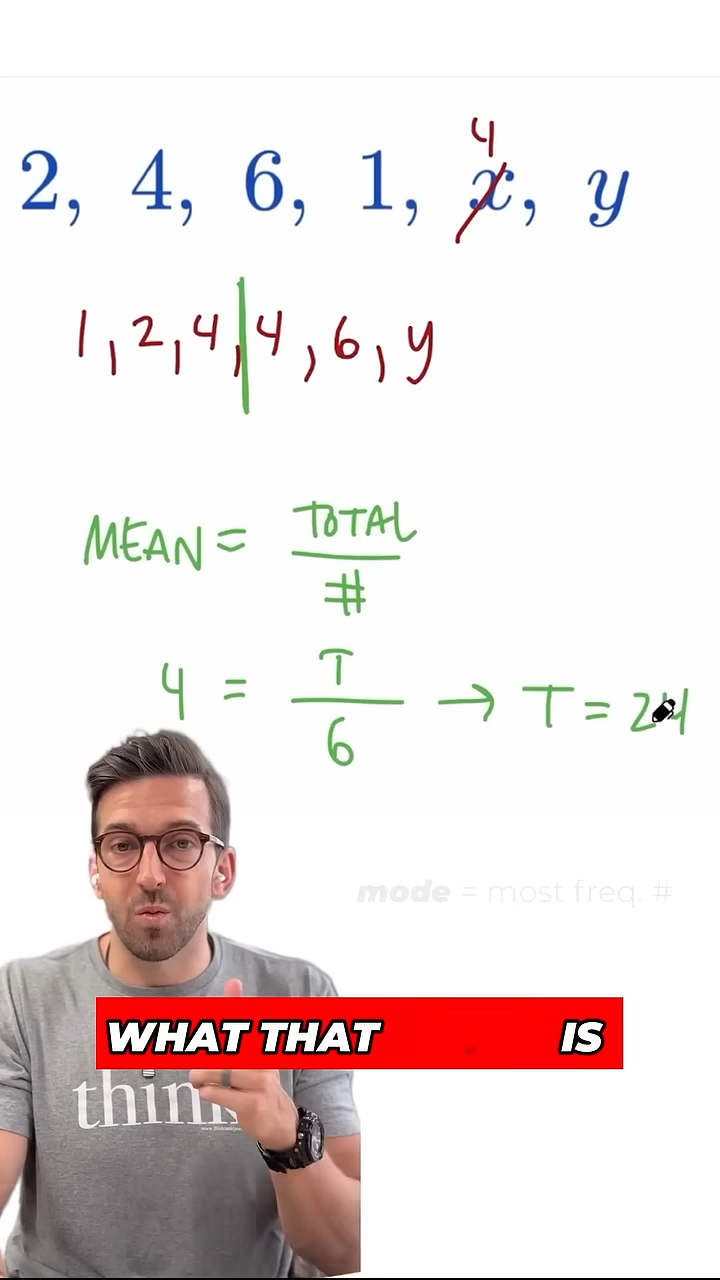 4
2, 4, 6, 1, x, y
1, 2, 4, 4, 6, y
MEAN = TOTAL / #
4 = T / 6 → T = 24
mode = most freq. #
WHAT THAT IS
think